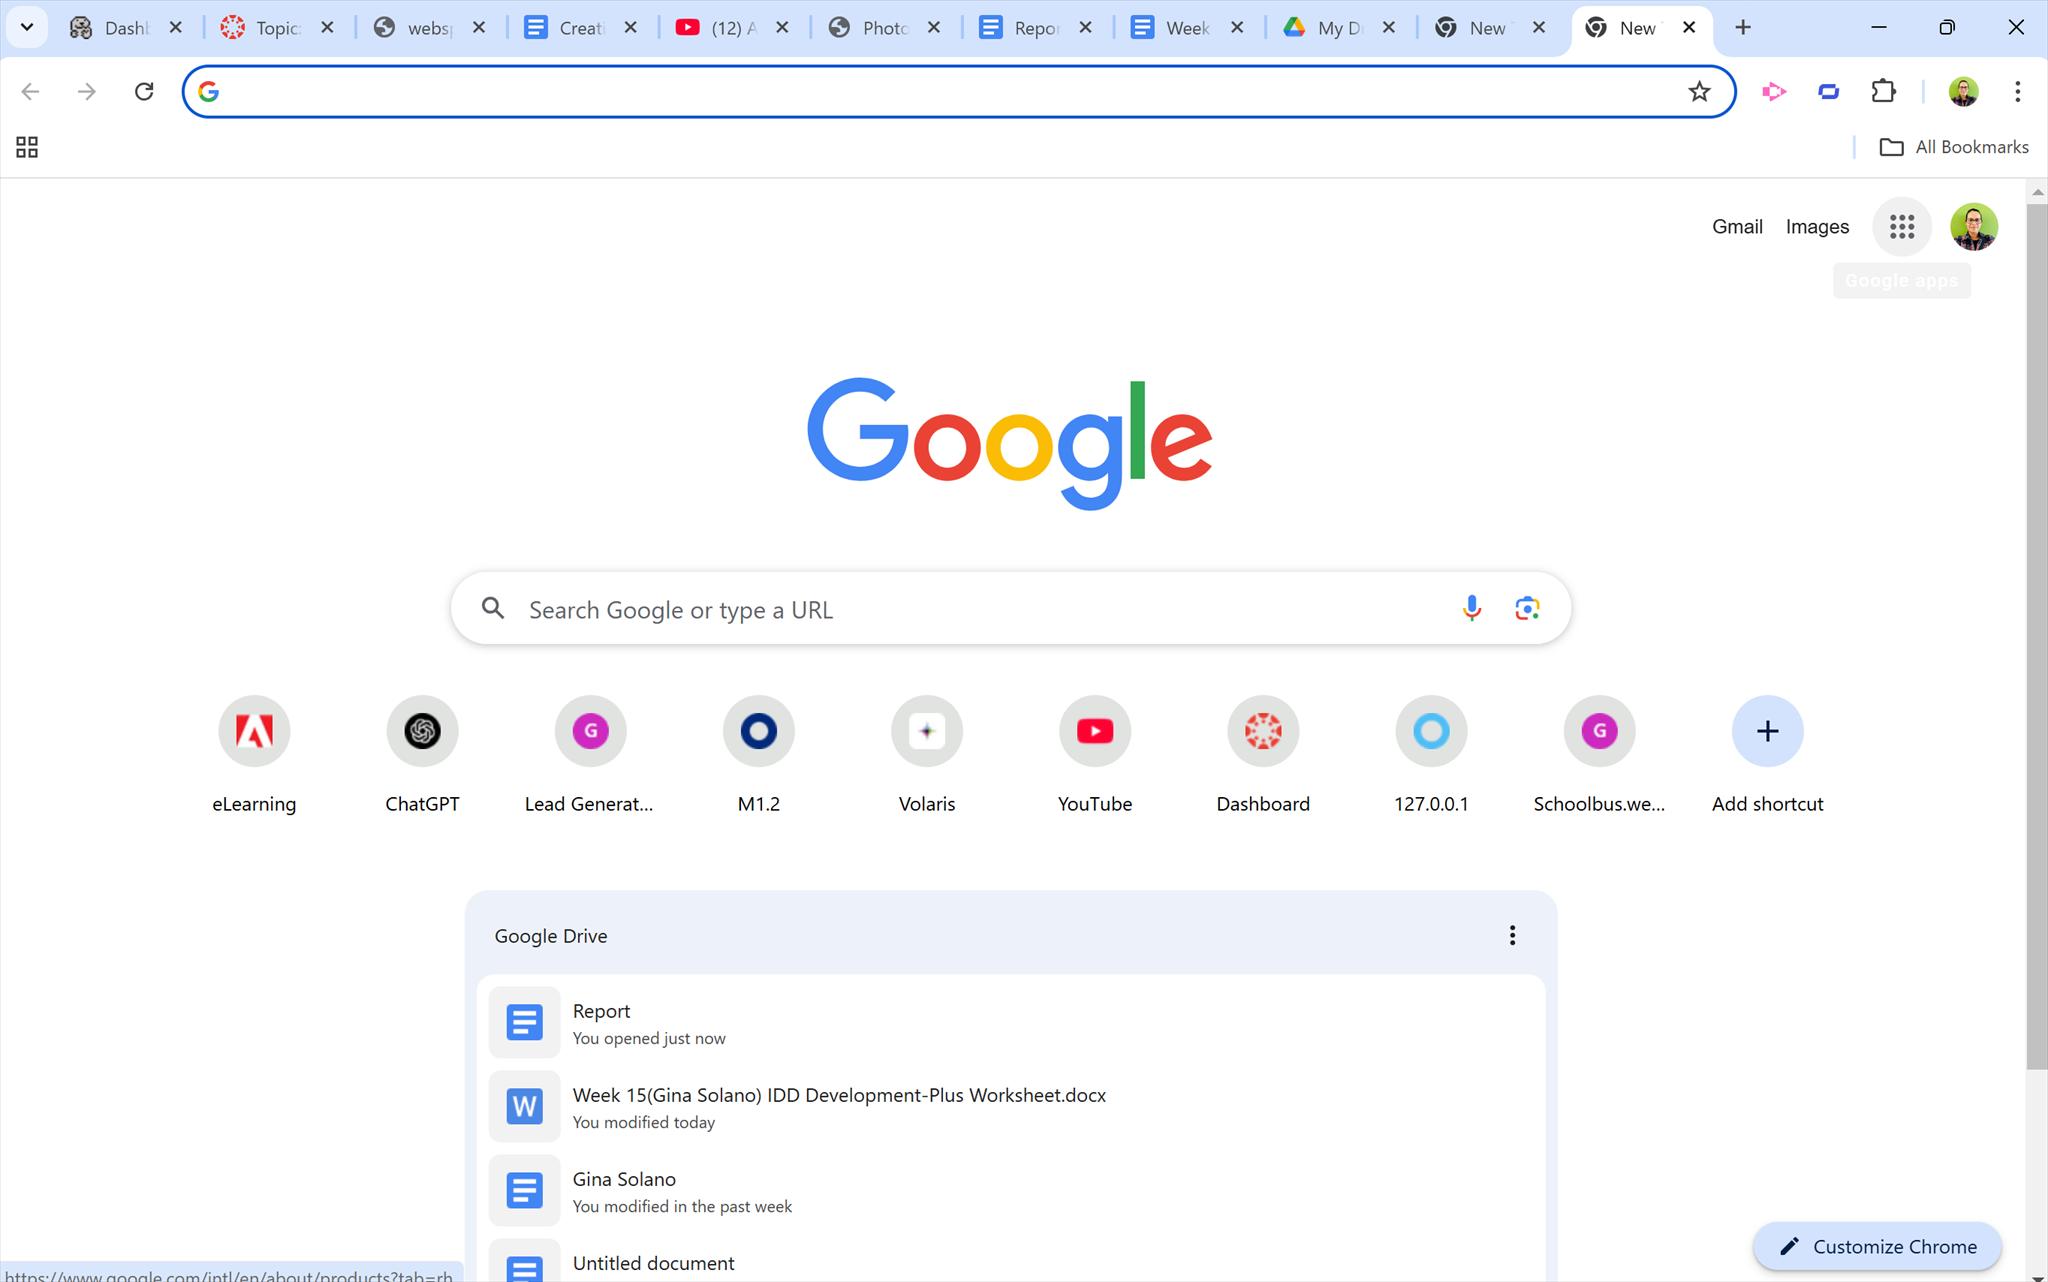 Dashb
Topic:
websp
Creati
(12) A
Photo
Repor
Week
My D
New T
New T
All Bookmarks
Gmail
Images
Google apps
Google
Search Google or type a URL
eLearning
ChatGPT
G
Lead Generat...
M1.2
Volaris
YouTube
Dashboard
127.0.0.1
G
Schoolbus.we...
Add shortcut
Google Drive
Report
You opened just now
W
Week 15(Gina Solano) IDD Development-Plus Worksheet.docx
You modified today
Gina Solano
You modified in the past week
Untitled document
Customize Chrome
https://www.google.com/intl/en/about/products?tab=rh